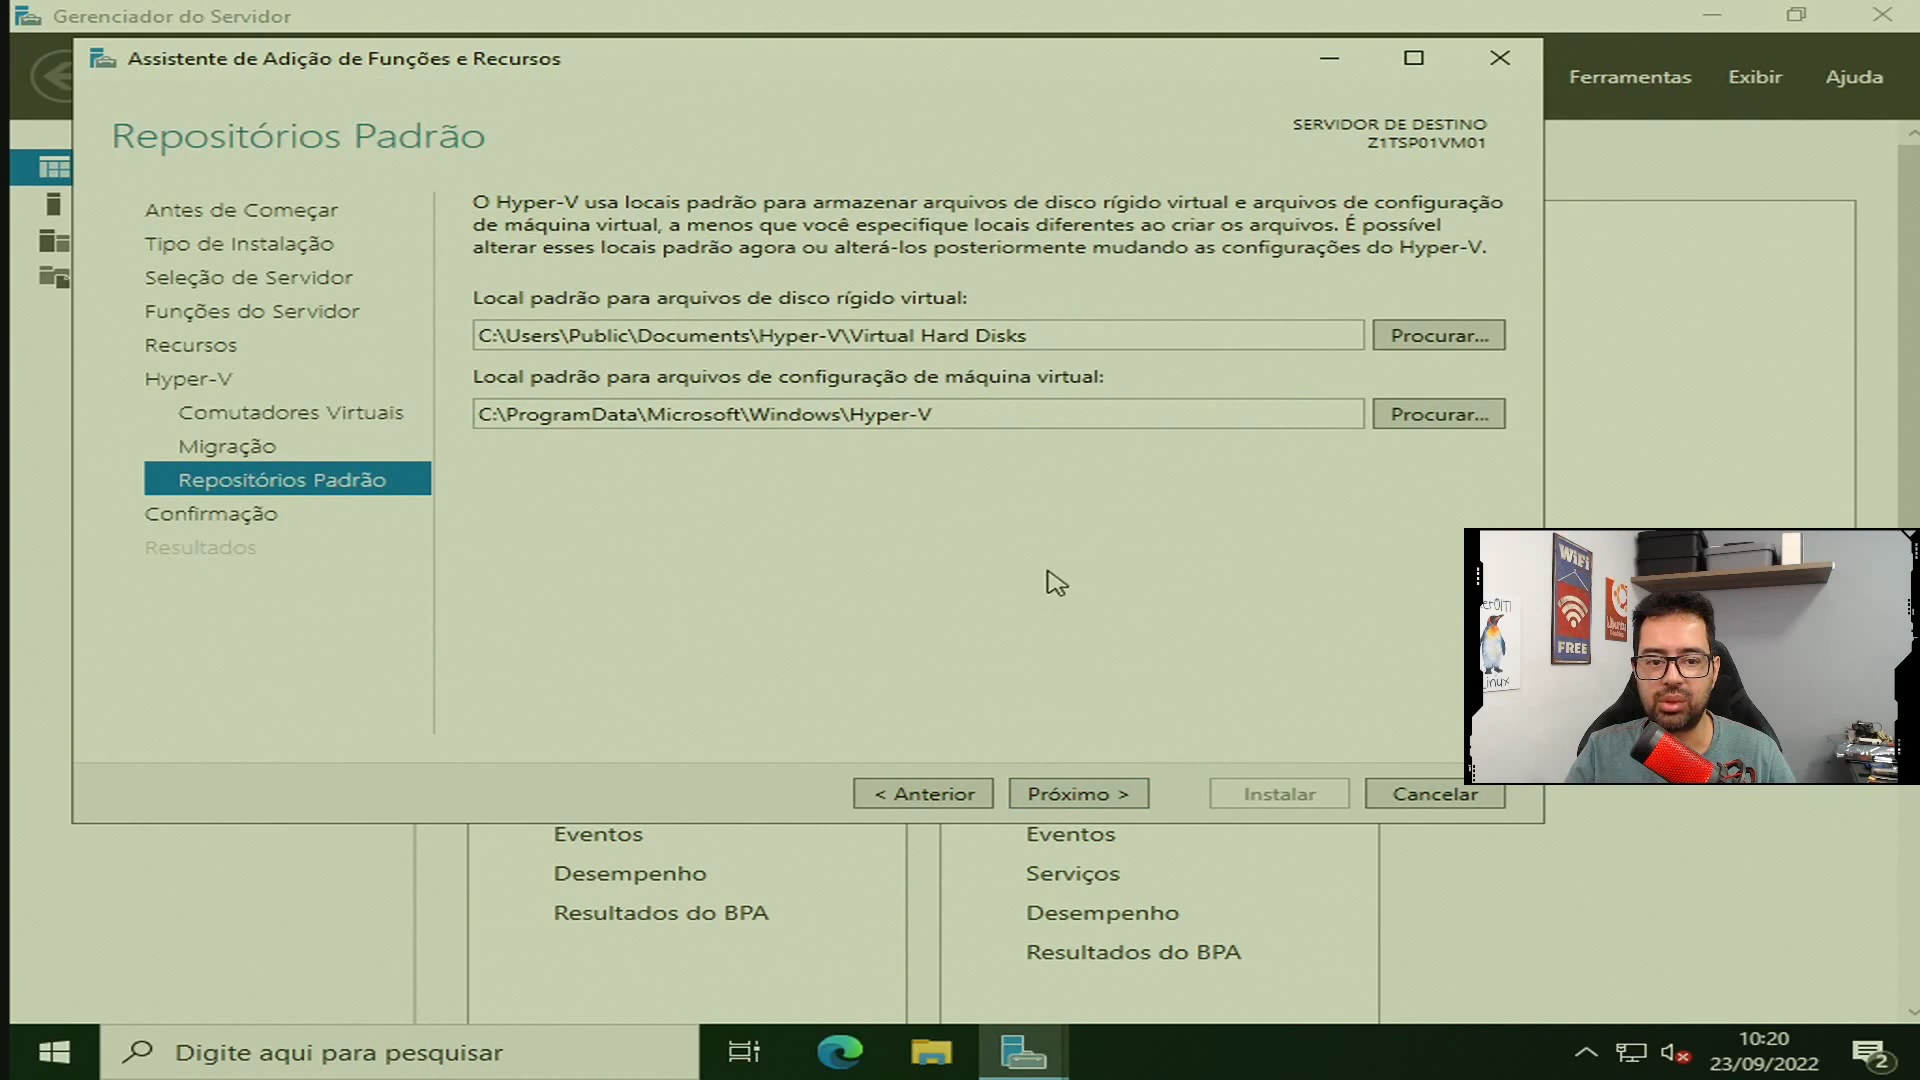 Gerenciador do Servidor
Assistente de Adição de Funções e Recursos
Ferramentas
Exibir
Ajuda
Repositórios Padrão
SERVIDOR DE DESTINO
Z1TSP01VM01
Antes de Começar
Tipo de Instalação
Seleção de Servidor
Funções do Servidor
Recursos
Hyper-V
Comutadores Virtuais
Migração
Repositórios Padrão
Confirmação
Resultados
O Hyper-V usa locais padrão para armazenar arquivos de disco rígido virtual e arquivos de configuração
de máquina virtual, a menos que você especifique locais diferentes ao criar os arquivos. É possível
alterar esses locais padrão agora ou alterá-los posteriormente mudando as configurações do Hyper-V.
Local padrão para arquivos de disco rígido virtual:
C:\Users\Public\Documents\Hyper-V\Virtual Hard Disks
Procurar...
Local padrão para arquivos de configuração de máquina virtual:
C:\ProgramData\Microsoft\Windows\Hyper-V
Procurar...
WiFi
FREE
< Anterior
Próximo >
Instalar
Cancelar
Eventos
Desempenho
Resultados do BPA
Eventos
Serviços
Desempenho
Resultados do BPA
Digite aqui para pesquisar
10:20
23/09/2022
2